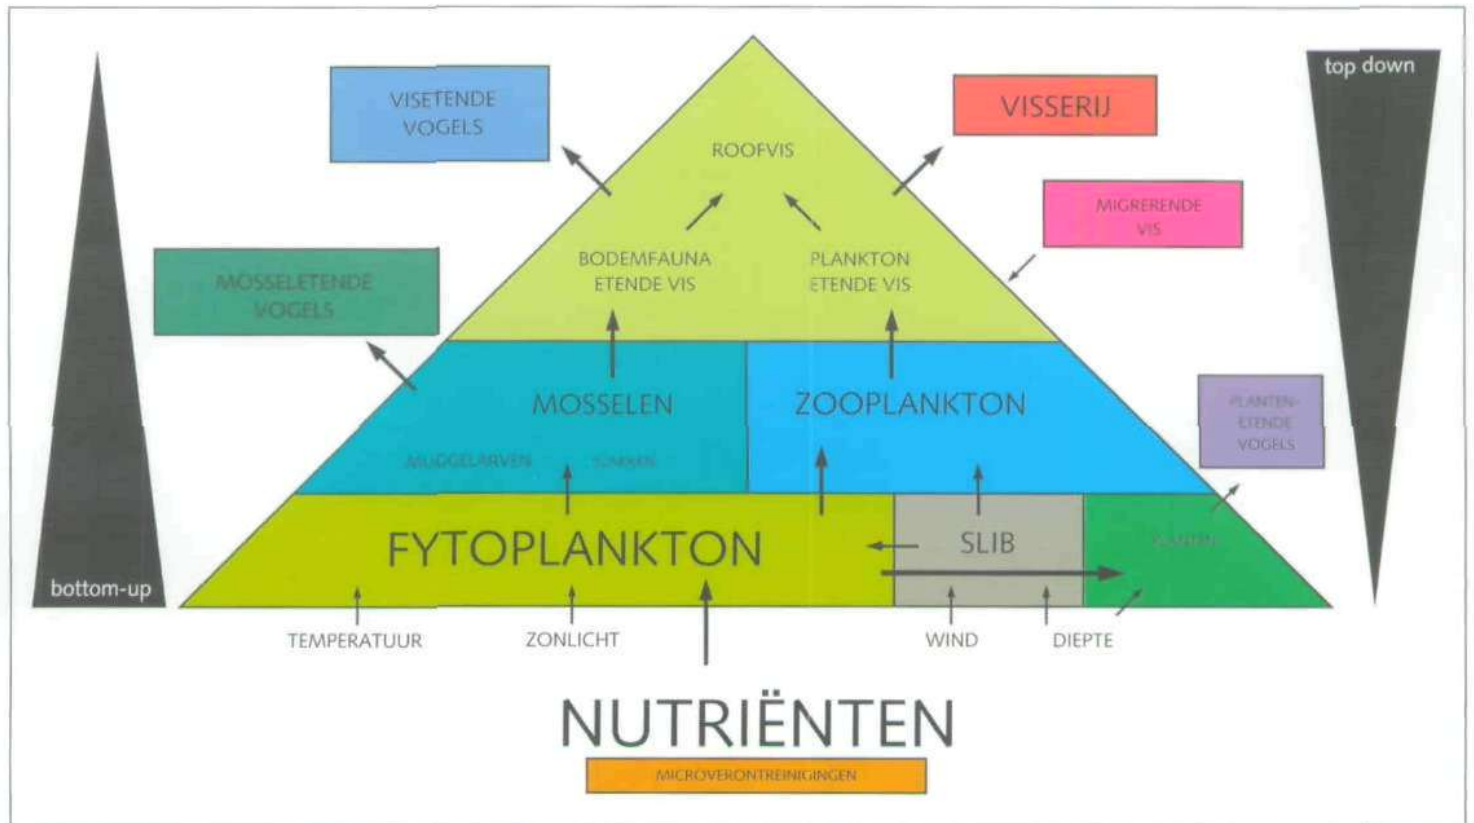 top down
VISETENDE
VOGELS
VISSERIJ
ROOFVIS
MIGRERENDE
VIS
BODEMFAUNA
ETENDE VIS
PLANKTON
ETENDE VIS
MOSSELETENDE
VOGELS
MOSSELEN
ZOOPLANKTON
PLANTEN-
ETENDE
VOGELS
MUGGELARVEN
FYTOPLANKTON
SLIB
PLANTEN
bottom-up
TEMPERATUUR
ZONLICHT
WIND
DIEPTE
NUTRIËNTEN
MICROVERONTREINIGINGEN